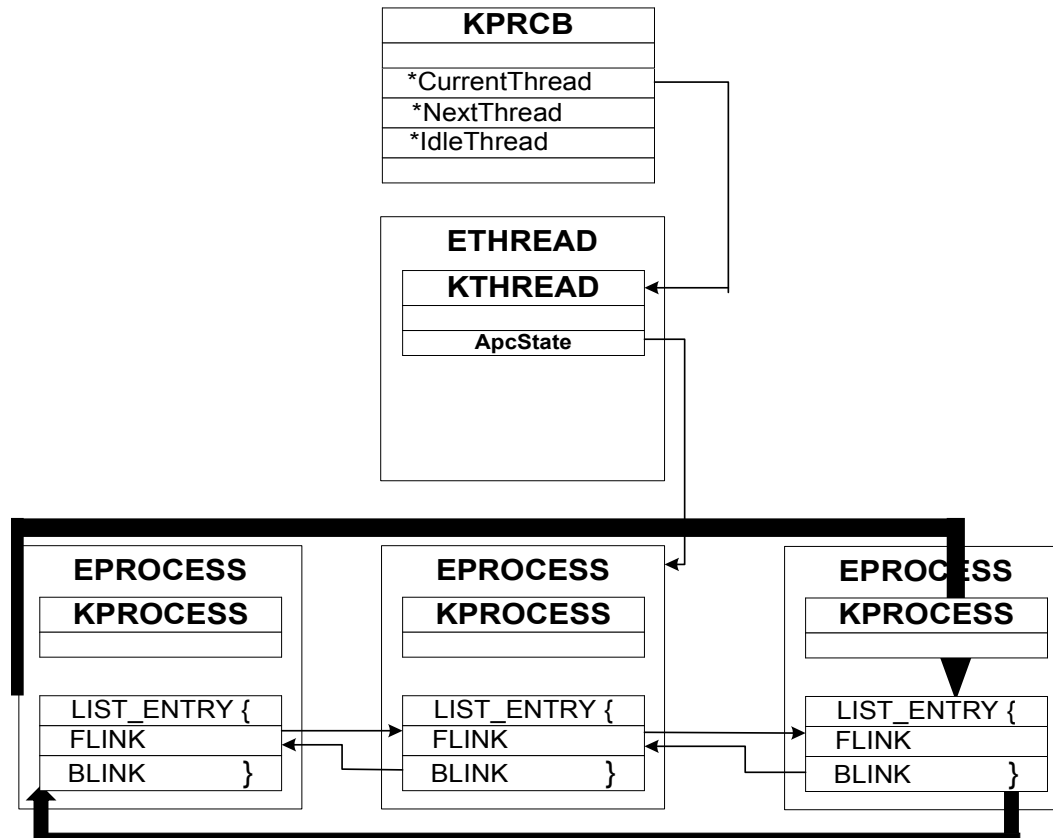 KPRCB
*CurrentThread
*NextThread
*IdleThread
ETHREAD
KTHREAD
ApcState
EPROCESS
KPROCESS
LIST_ENTRY {
FLINK
BLINK }
EPROCESS
KPROCESS
LIST_ENTRY {
FLINK
BLINK }
EPROCESS
KPROCESS
LIST_ENTRY {
FLINK
BLINK }